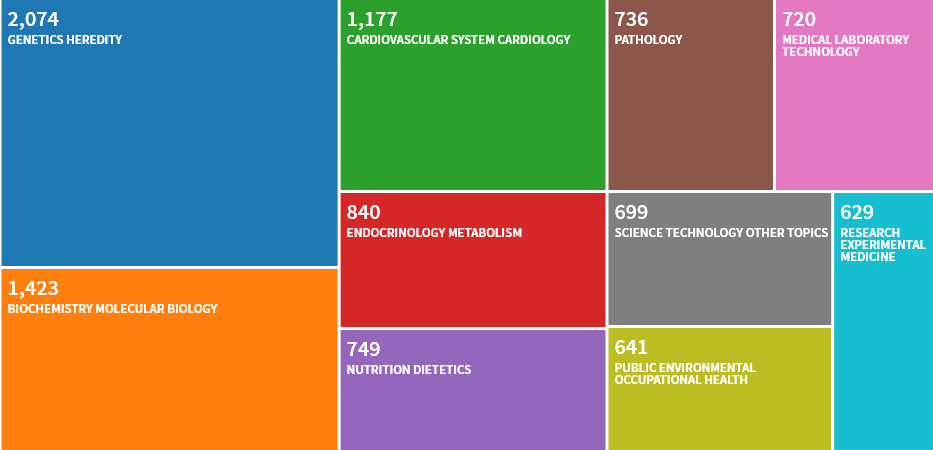 2,074
GENETICS HEREDITY
1,423
BIOCHEMISTRY MOLECULAR BIOLOGY
1,177
CARDIOVASCULAR SYSTEM CARDIOLOGY
840
ENDOCRINOLOGY METABOLISM
749
NUTRITION DIETETICS
736
PATHOLOGY
720
MEDICAL LABORATORY
TECHNOLOGY
699
SCIENCE TECHNOLOGY OTHER TOPICS
641
PUBLIC ENVIRONMENTAL
OCCUPATIONAL HEALTH
629
RESEARCH
EXPERIMENTAL
MEDICINE